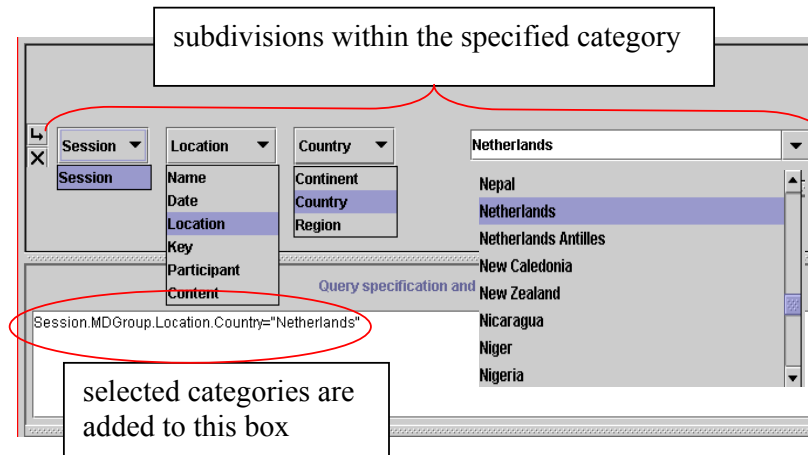 subdivisions within the specified category
Session
Location
Country
Netherlands
Session
Name
Date
Location
Key
Participant
Content
Continent
Country
Region
Nepal
Netherlands
Netherlands Antilles
New Caledonia
New Zealand
Nicaragua
Niger
Nigeria
Query specification and
Session.MDGroup.Location.Country="Netherlands"
selected categories are
added to this box